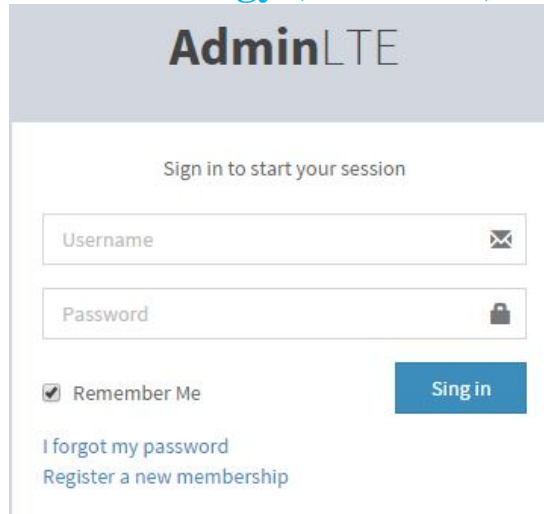 AdminLTE
Sign in to start your session
Username
Password
Remember Me
Sing in
I forgot my password
Register a new membership